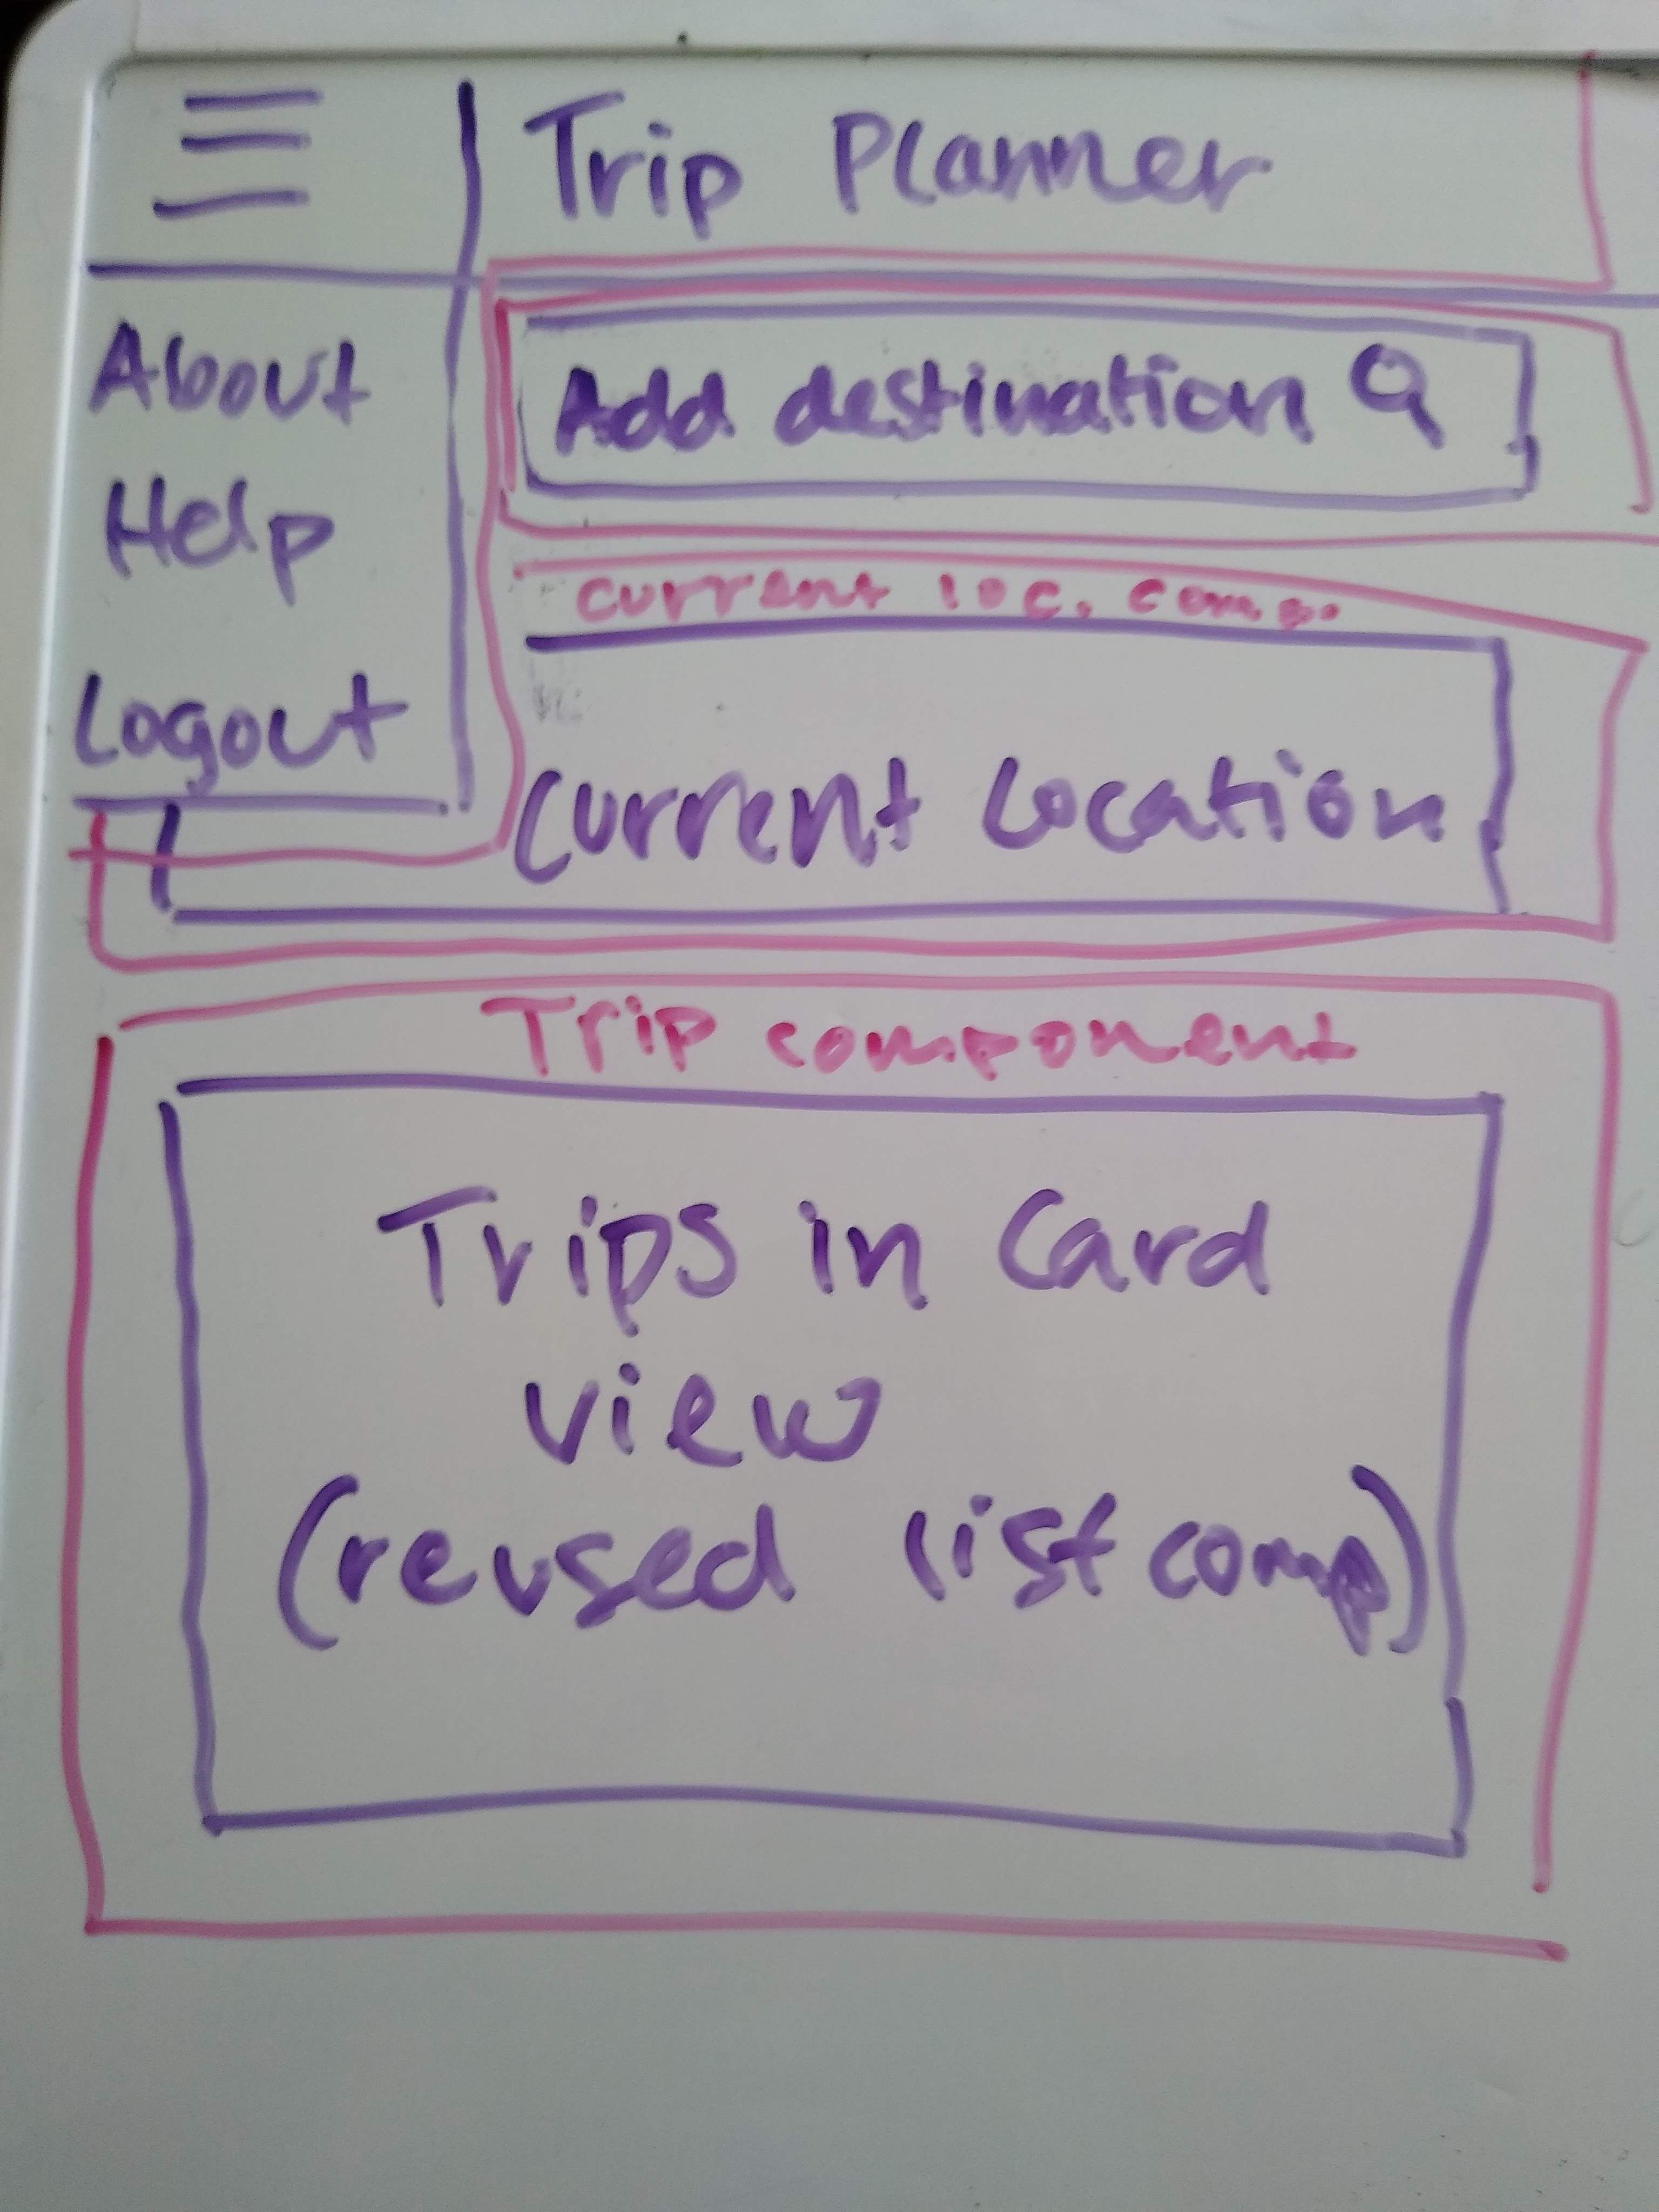 Trip Planner
About
Help
Logout
Add destination
current loc. comp.
Current Location
Trip component
Trips in Card
view
(reused list comp)